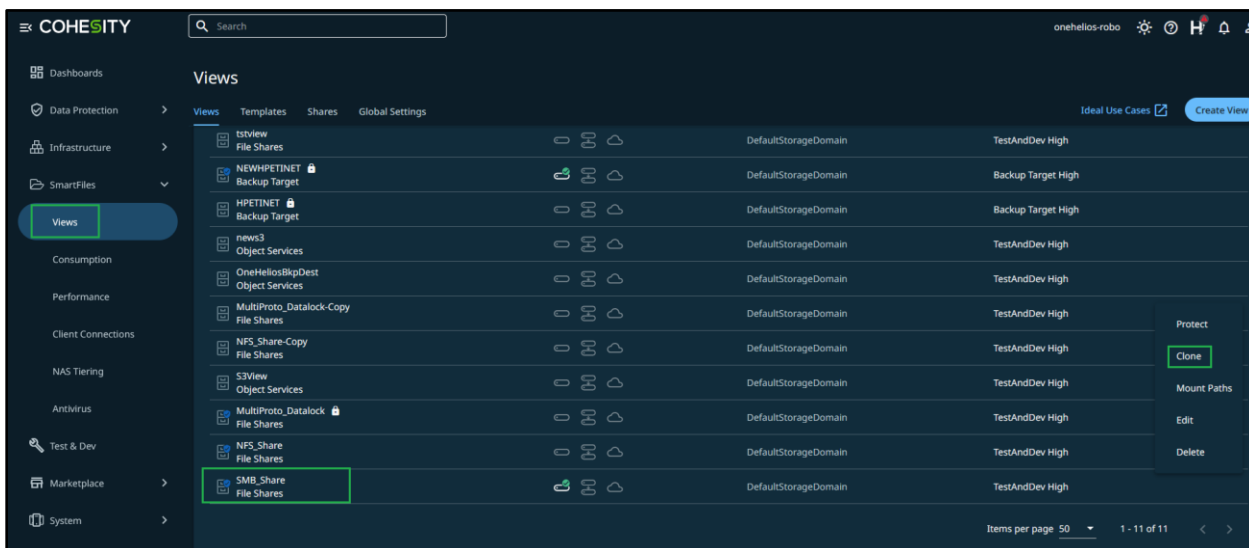 COHESITY
Search
onehelios-robo
Dashboards
Data Protection
Infrastructure
SmartFiles
Views
Consumption
Performance
Client Connections
NAS Tiering
Antivirus
Test & Dev
Marketplace
System
Views
Views Templates Shares Global Settings
Ideal Use Cases
Create View
tstview
File Shares
DefaultStorageDomain
TestAndDev High
NEWHPETINET
Backup Target
DefaultStorageDomain
Backup Target High
HPETINET
Backup Target
DefaultStorageDomain
Backup Target High
news3
Object Services
DefaultStorageDomain
TestAndDev High
OneHeliosBkpDest
Object Services
DefaultStorageDomain
TestAndDev High
MultiProto_Datalock-Copy
File Shares
DefaultStorageDomain
TestAndDev High
NFS_Share-Copy
File Shares
DefaultStorageDomain
TestAndDev High
S3View
Object Services
DefaultStorageDomain
TestAndDev High
MultiProto_Datalock
File Shares
DefaultStorageDomain
TestAndDev High
NFS_Share
File Shares
DefaultStorageDomain
TestAndDev High
SMB_Share
File Shares
DefaultStorageDomain
TestAndDev High
Protect
Clone
Mount Paths
Edit
Delete
Items per page 50 1 - 11 of 11